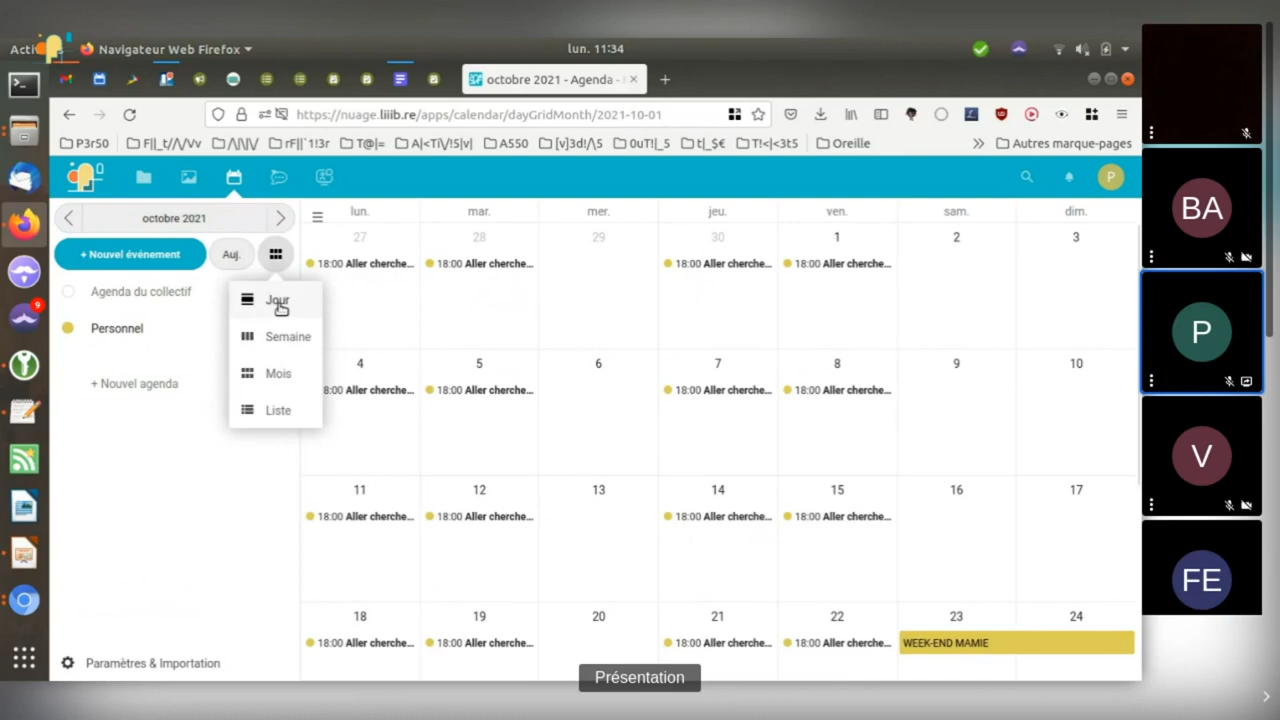 Acti
Navigateur Web Firefox
lun. 11:34
octobre 2021 - Agenda -
https://nuage.liiib.re/apps/calendar/dayGridMonth/2021-10-01
P3r50
T@|=
A550
Oreille
Autres marque-pages
P
octobre 2021
lun. mar. mer. jeu. ven. sam. dim.
27 28 29 30 1 2 3
+ Nouvel événement
Auj.
18:00 Aller cherche... 18:00 Aller cherche... 18:00 Aller cherche... 18:00 Aller cherche...
Agenda du collectif
Jour
Personnel
Semaine
4 5 6 7 8 9 10
Mois
+ Nouvel agenda
8:00 Aller cherche... 18:00 Aller cherche... 18:00 Aller cherche... 18:00 Aller cherche...
Liste
11 12 13 14 15 16 17
18:00 Aller cherche... 18:00 Aller cherche... 18:00 Aller cherche... 18:00 Aller cherche...
18 19 20 21 22 23 24
18:00 Aller cherche... 18:00 Aller cherche... 18:00 Aller cherche... 18:00 Aller cherche... WEEK-END MAMIE
Paramètres & Importation
Présentation
9
BA
P
V
FE